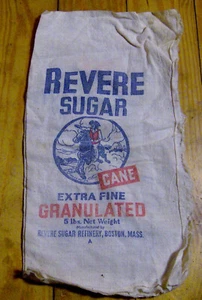 REVERE
SUGAR
CANE
EXTRA FINE
GRANULATED
5 lbs. Net Weight
Manufactured by
REVERE SUGAR REFINERY, BOSTON, MASS.
A